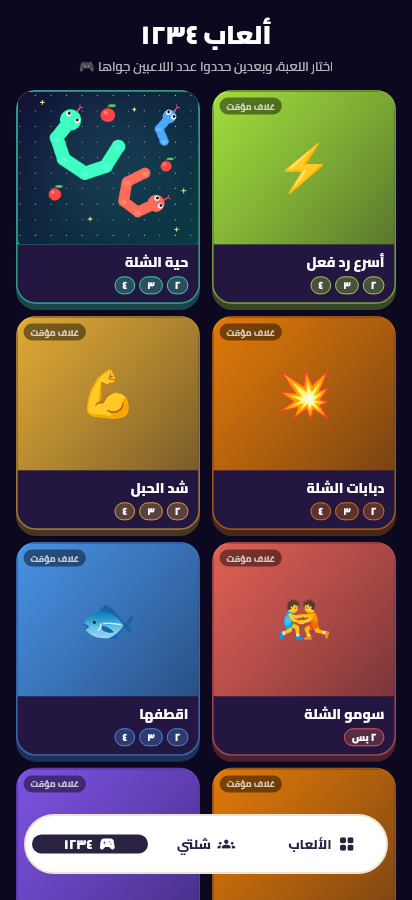 ألعاب ١٢٣٤
اختار اللعبة، وبعدين حددوا عدد اللاعبين جواها 🎮
غلاف مؤقت
أسرع رد فعل
٢ ٣ ٤
حية الشلة
٢ ٣ ٤
غلاف مؤقت
دبابات الشلة
٢ ٣ ٤
غلاف مؤقت
شد الحبل
٢ ٣ ٤
غلاف مؤقت
سومو الشلة
٢ بس
غلاف مؤقت
اقطفها
٢ ٣ ٤
غلاف مؤقت
غلاف مؤقت
الألعاب
شلتي
١٢٣٤